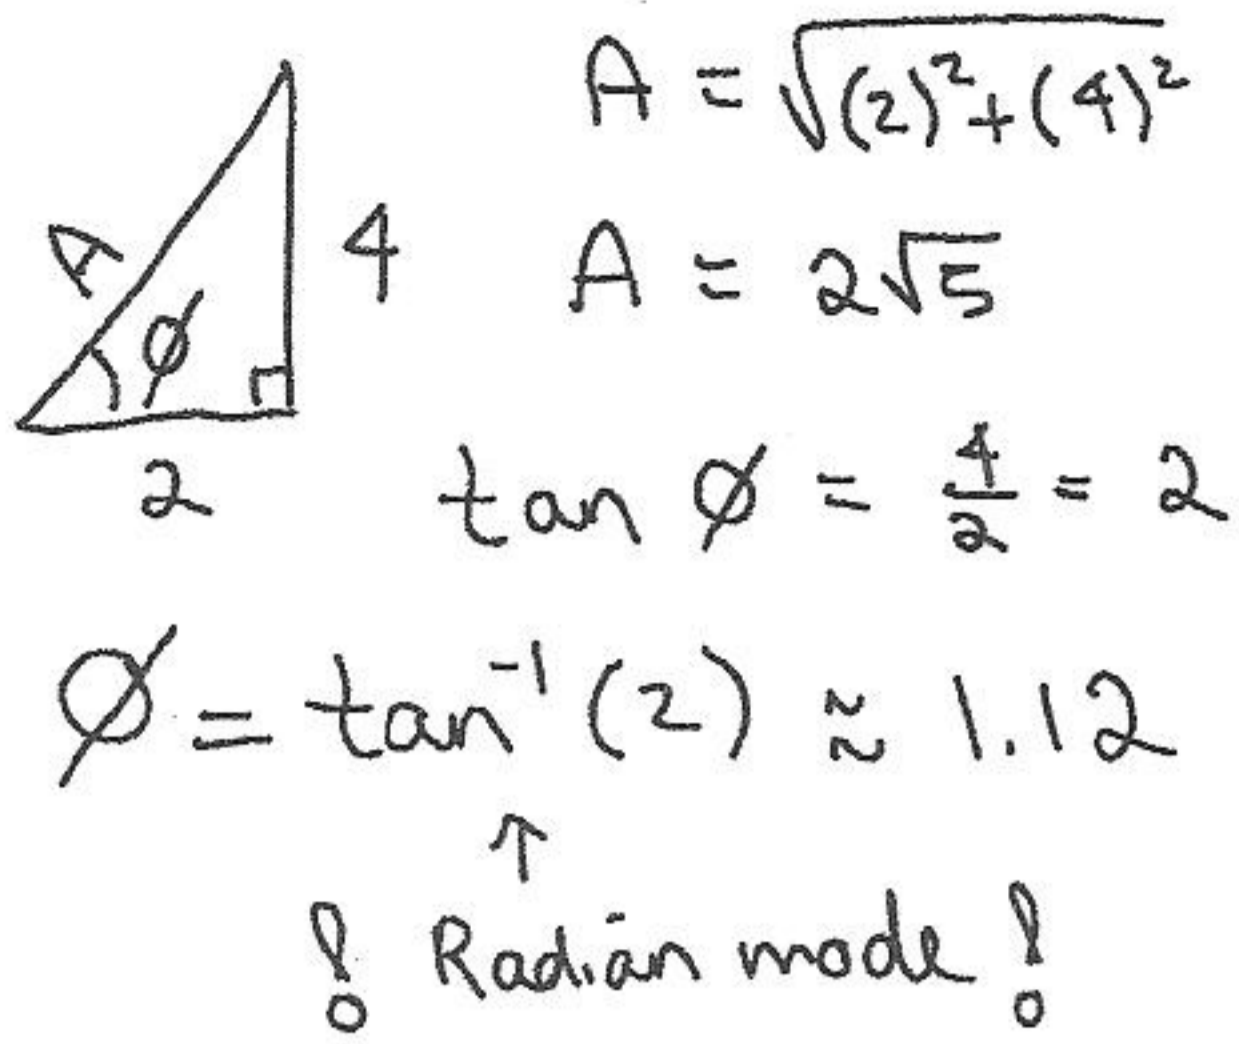 A = √((2)²+(4)²)
A 4
A = 2√5
φ
2
tan φ = 4/2 = 2
φ = tan⁻¹(2) ≈ 1.12
↑
! Radian mode !